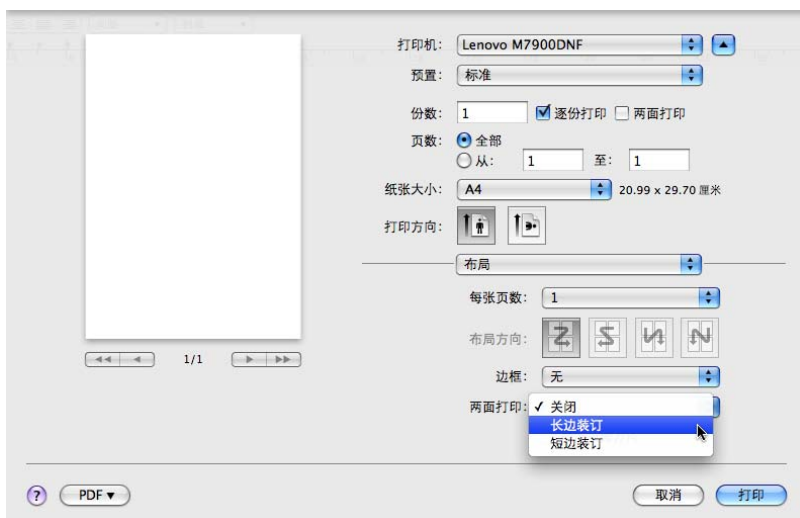 打印机: Lenovo M7900DNF
预置: 标准
份数: 1 逐份打印 两面打印
页数: 全部
从: 1 至: 1
纸张大小: A4 20.99 x 29.70 厘米
打印方向:
布局
每张页数: 1
布局方向:
边框: 无
两面打印: ✓ 关闭
长边装订
短边装订
1/1
? PDF ▾ 取消 打印